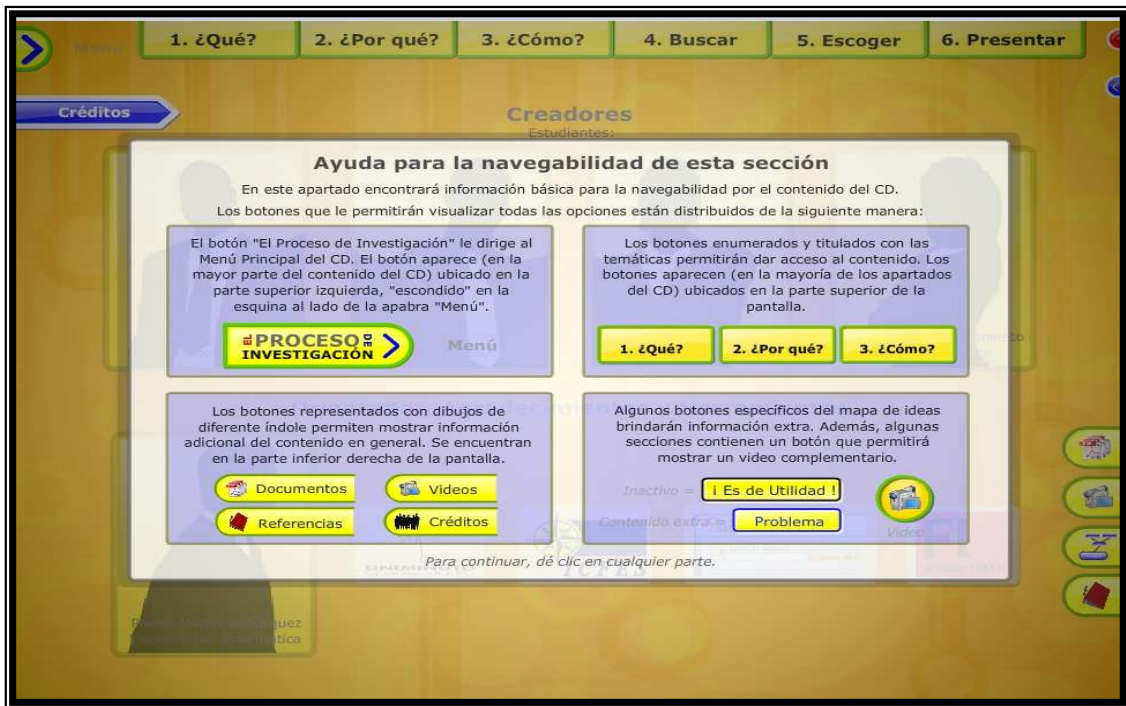 Menú
1. ¿Qué?
2. ¿Por qué?
3. ¿Cómo?
4. Buscar
5. Escoger
6. Presentar
Créditos
Creadores
Estudiantes:
Ayuda para la navegabilidad de esta sección
En este apartado encontrará información básica para la navegabilidad por el contenido del CD.
Los botones que le permitirán visualizar todas las opciones están distribuidos de la siguiente manera:
El botón "El Proceso de Investigación" le dirige al
Menú Principal del CD. El botón aparece (en la
mayor parte del contenido del CD) ubicado en la
parte superior izquierda, "escondido" en la
esquina al lado de la apabra "Menú".
EL PROCESO DE
INVESTIGACIÓN
Menú
Los botones enumerados y titulados con las
temáticas permitirán dar acceso al contenido. Los
botones aparecen (en la mayoría de los apartados
del CD) ubicados en la parte superior de la
pantalla.
1. ¿Qué?
2. ¿Por qué?
3. ¿Cómo?
Los botones representados con dibujos de
diferente índole permiten mostrar información
adicional del contenido en general. Se encuentran
en la parte inferior derecha de la pantalla.
Documentos
Videos
Referencias
Créditos
Algunos botones específicos del mapa de ideas
brindarán información extra. Además, algunas
secciones contienen un botón que permitirá
mostrar un video complementario.
Inactivo =
¡ Es de Utilidad !
Contenido extra =
Problema
Video
ICFES
Para continuar, dé clic en cualquier parte.